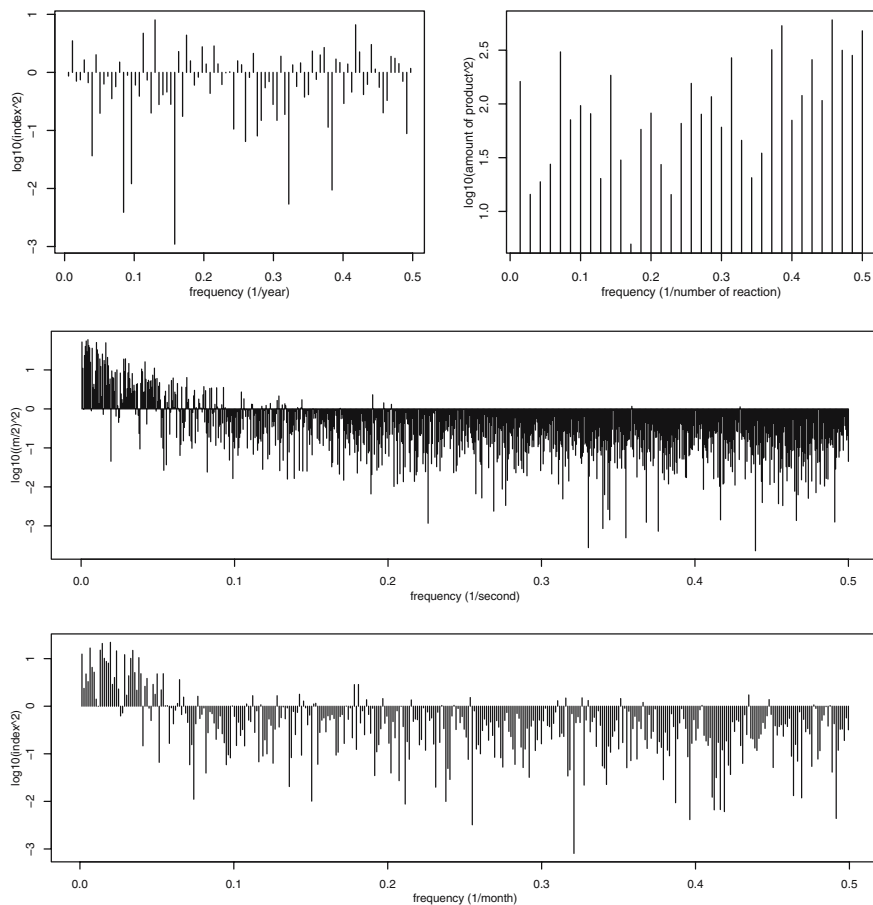 log10(index^2)
1
0
-1
-2
-3
0.0 0.1 0.2 0.3 0.4 0.5
frequency (1/year)
log10(amount of product^2)
2.5
2.0
1.5
1.0
0.0 0.1 0.2 0.3 0.4 0.5
frequency (1/number of reaction)
log10((m/2)^2)
1
0
-1
-2
-3
0.0 0.1 0.2 0.3 0.4 0.5
frequency (1/second)
log10(index^2)
1
0
-1
-2
-3
0.0 0.1 0.2 0.3 0.4 0.5
frequency (1/month)